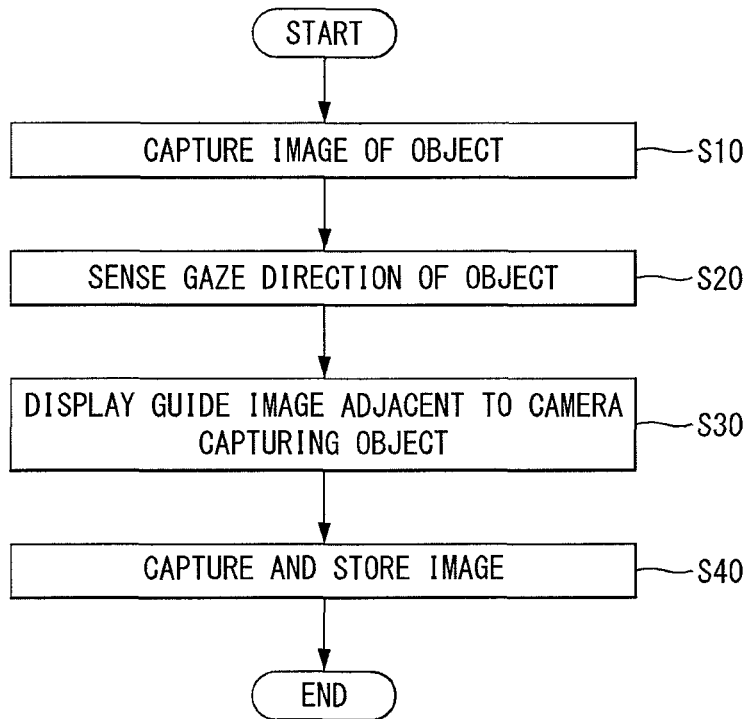 START
CAPTURE IMAGE OF OBJECT
S10
SENSE GAZE DIRECTION OF OBJECT
S20
DISPLAY GUIDE IMAGE ADJACENT TO CAMERA
CAPTURING OBJECT
S30
CAPTURE AND STORE IMAGE
S40
END